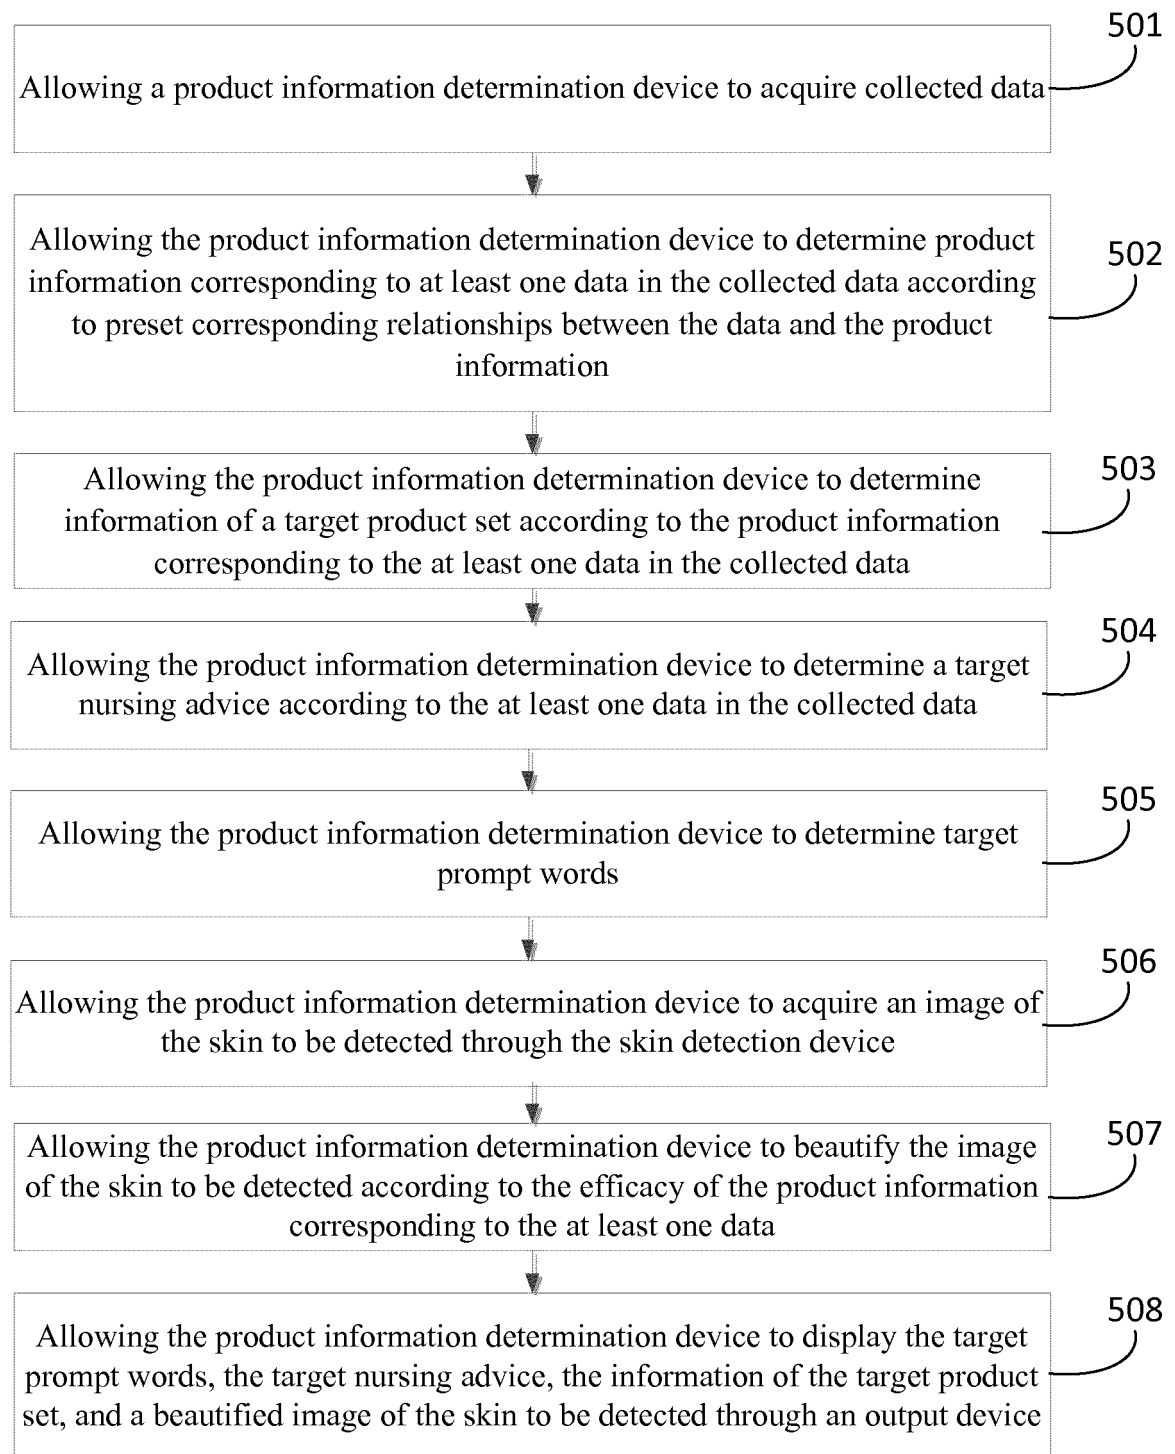 501
Allowing a product information determination device to acquire collected data
Allowing the product information determination device to determine product
information corresponding to at least one data in the collected data according
to preset corresponding relationships between the data and the product
information
502
Allowing the product information determination device to determine
information of a target product set according to the product information
corresponding to the at least one data in the collected data
503
504
Allowing the product information determination device to determine a target
nursing advice according to the at least one data in the collected data
505
Allowing the product information determination device to determine target
prompt words
506
Allowing the product information determination device to acquire an image of
the skin to be detected through the skin detection device
507
Allowing the product information determination device to beautify the image
of the skin to be detected according to the efficacy of the product information
corresponding to the at least one data
508
Allowing the product information determination device to display the target
prompt words, the target nursing advice, the information of the target product
set, and a beautified image of the skin to be detected through an output device